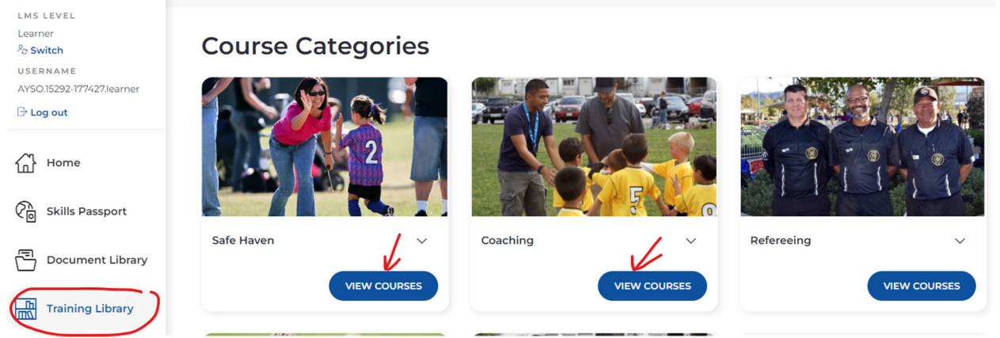 LMS LEVEL
Learner
Switch
USERNAME
AYSO.15292-177427.learner
Log out
Home
Skills Passport
Document Library
Training Library
Course Categories
2
5
9
Safe Haven
Coaching
Refereeing
VIEW COURSES
VIEW COURSES
VIEW COURSES